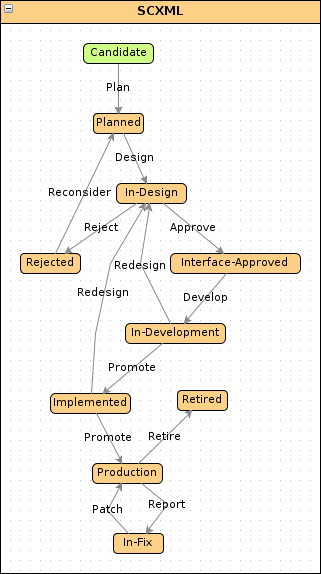 SCXML
Candidate
Plan
Planned
Design
Reconsider
In-Design
Reject
Approve
Rejected
Redesign
Interface-Approved
Redesign
Develop
In-Development
Promote
Implemented
Retired
Promote
Retire
Production
Patch
Report
In-Fix